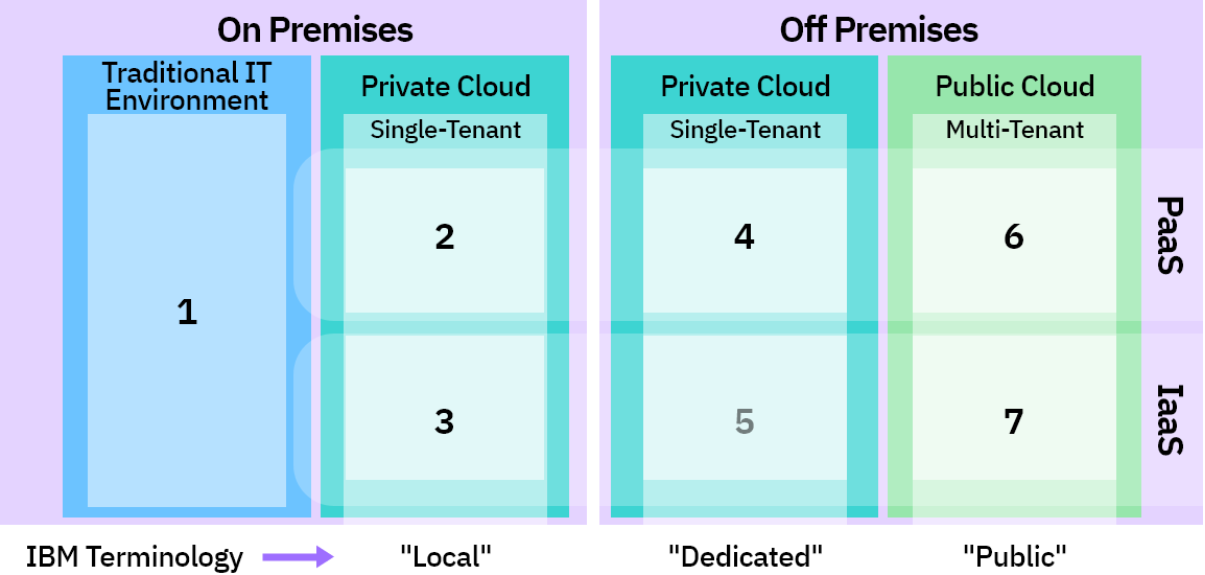 On Premises
Off Premises
Traditional IT
Environment
Private Cloud
Private Cloud
Public Cloud
Single-Tenant
Single-Tenant
Multi-Tenant
1
2
4
6
PaaS
3
5
7
IaaS
IBM Terminology
"Local"
"Dedicated"
"Public"